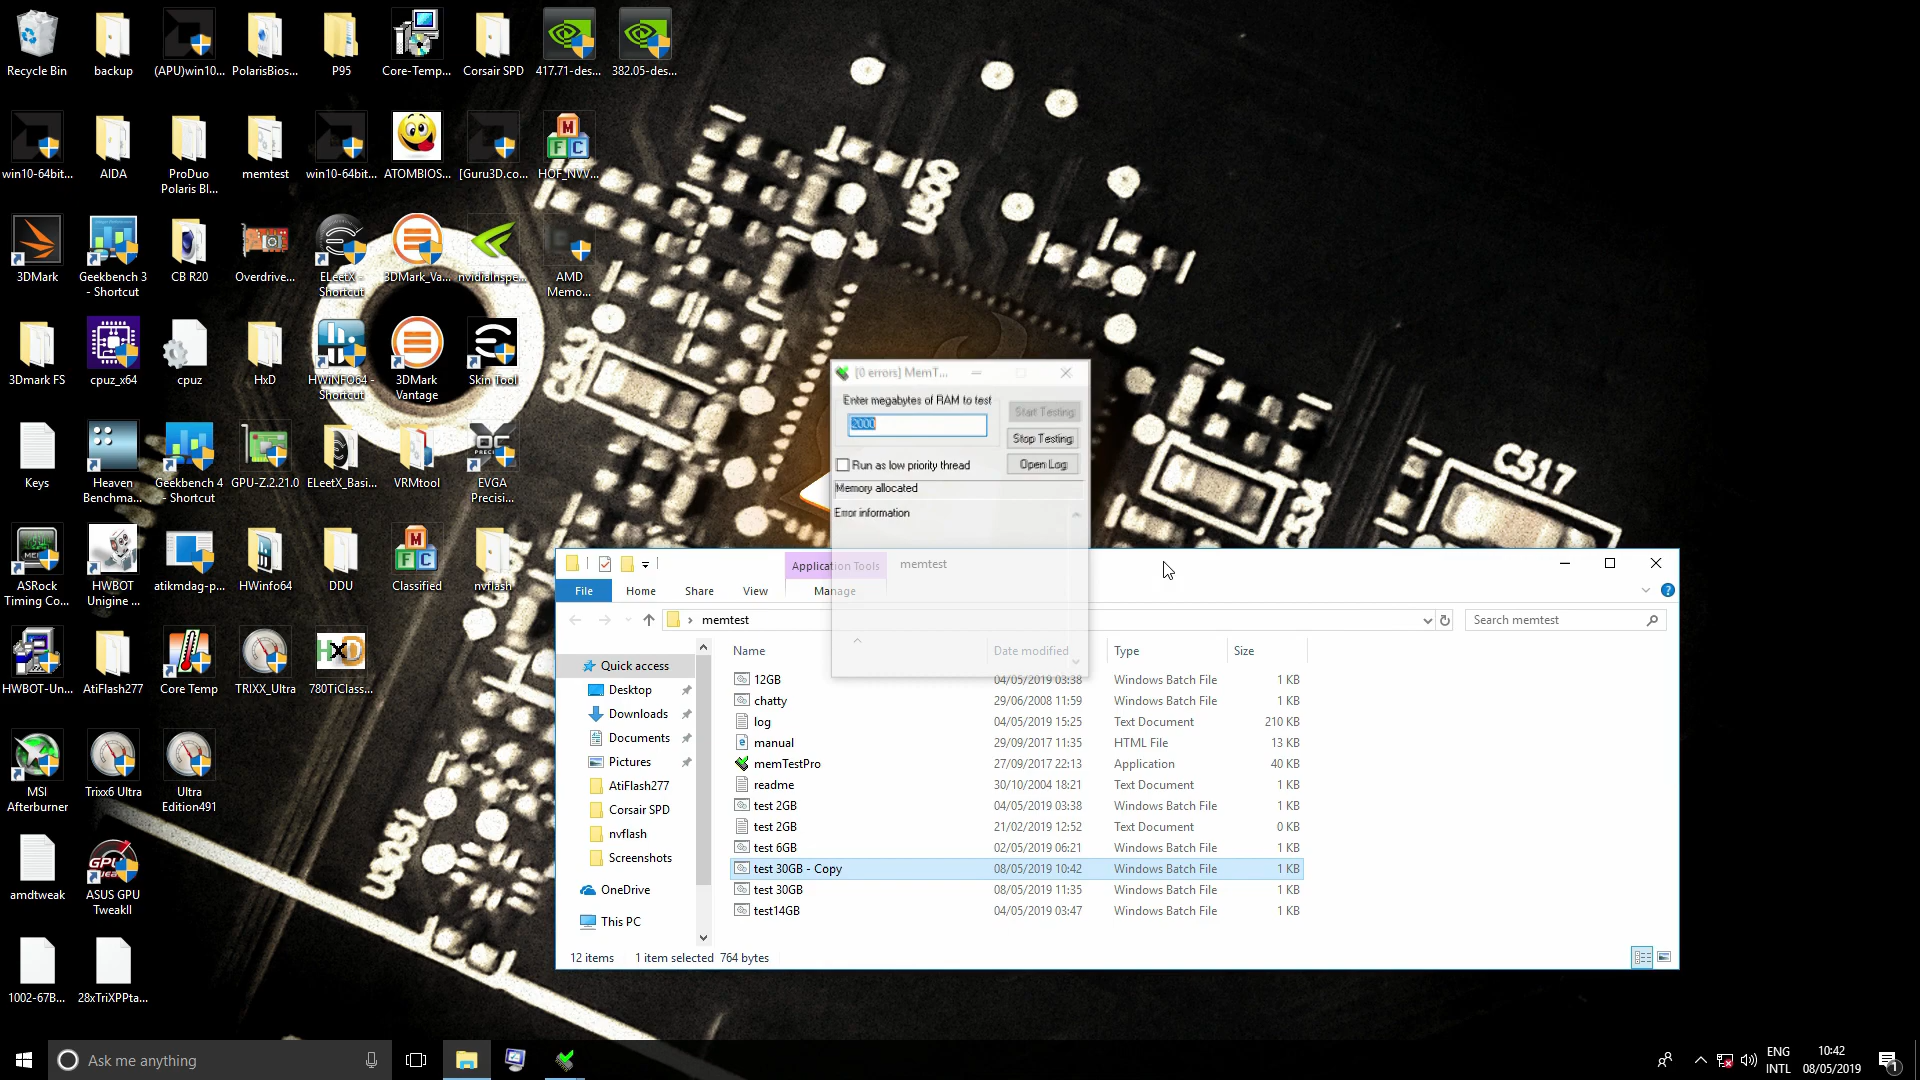 Recycle Bin
backup
(APU)win10...
PolarisBios...
P95
Core-Temp...
Corsair SPD
417.71-des...
382.05-des...
win10-64bit...
AIDA
ProDuo
Polaris Bl...
memtest
win10-64bit...
ATOMBIOS...
[Guru3D.co...
HOF_NVV...
3DMark
Geekbench 3
- Shortcut
CB R20
Overdrive...
ELeetX -
Shortcut
3DMark_Va...
nvidiaInspe...
AMD
Memo...
3Dmark FS
cpuz_x64
cpuz
HxD
HWiNFO64 -
Shortcut
3DMark
Vantage
Skin Tool
Keys
Heaven
Benchma...
Geekbench 4
- Shortcut
GPU-Z.2.21.0
ELeetX_Basi...
VRMtool
EVGA
Precisi...
ASRock
Timing Co...
HWBOT
Unigine ...
atikmdag-p...
HWinfo64
DDU
Classified
nvflash
HWBOT-Un...
AtiFlash277
Core Temp
TRIXX_Ultra
780TiClass...
MSI
Afterburner
Trixx6 Ultra
Ultra
Edition491
amdtweak
ASUS GPU
TweakII
1002-67B...
28xTriXPPta...
C517
[0 errors] MemT...
Enter megabytes of RAM to test
2000
Start Testing
Stop Testing
Run as low priority thread
Open Log
Memory allocated
Error information
Application Tools
memtest
File
Home
Share
View
Manage
memtest
Search memtest
Name
Date modified
Type
Size
12GB 04/05/2019 03:38 Windows Batch File 1 KB
chatty 29/06/2008 11:59 Windows Batch File 1 KB
log 04/05/2019 15:25 Text Document 210 KB
manual 29/09/2017 11:35 HTML File 13 KB
memTestPro 27/09/2017 22:13 Application 40 KB
readme 30/10/2004 18:21 Text Document 1 KB
test 2GB 04/05/2019 03:38 Windows Batch File 1 KB
test 2GB 21/02/2019 12:52 Text Document 0 KB
test 6GB 02/05/2019 06:21 Windows Batch File 1 KB
test 30GB - Copy 08/05/2019 10:42 Windows Batch File 1 KB
test 30GB 08/05/2019 11:35 Windows Batch File 1 KB
test14GB 04/05/2019 03:47 Windows Batch File 1 KB
Quick access
Desktop
Downloads
Documents
Pictures
AtiFlash277
Corsair SPD
nvflash
Screenshots
OneDrive
This PC
12 items 1 item selected 764 bytes
Ask me anything
ENG
INTL
10:42
08/05/2019
1